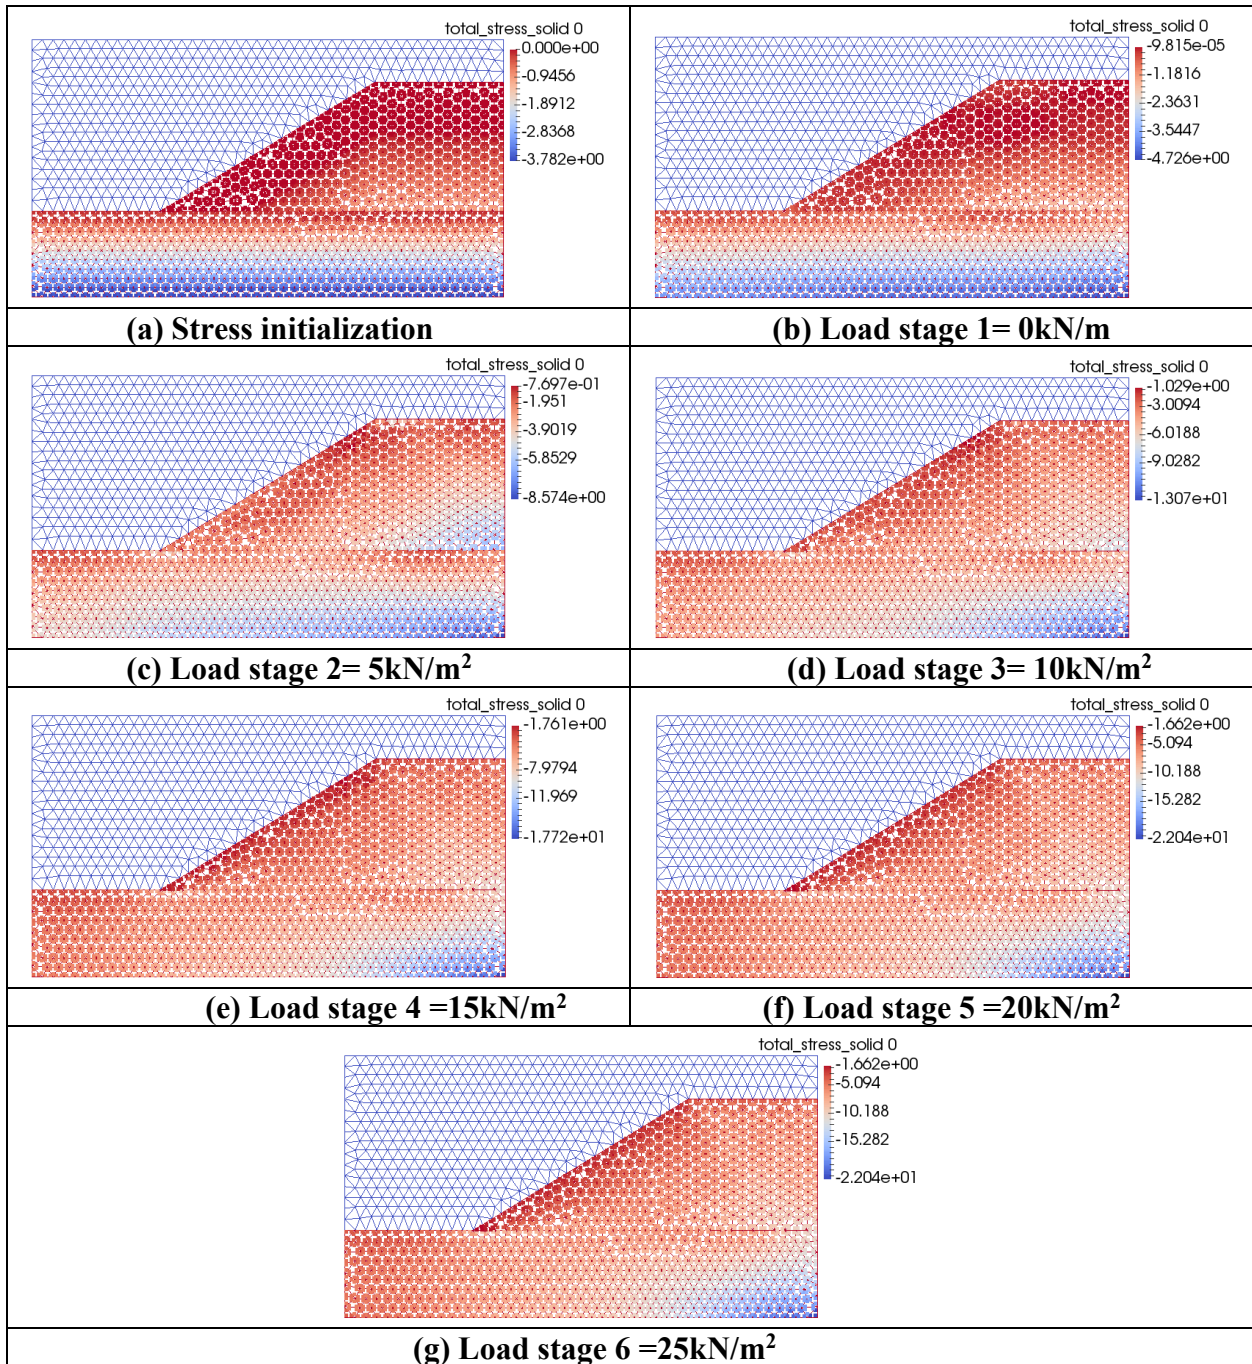 total_stress_solid 0
0.000e+00
-0.9456
-1.8912
-2.8368
-3.782e+00
(a) Stress initialization
total_stress_solid 0
-9.815e-05
-1.1816
-2.3631
-3.5447
-4.726e+00
(b) Load stage 1= 0kN/m
total_stress_solid 0
-7.697e-01
-1.951
-3.9019
-5.8529
-8.574e+00
(c) Load stage 2= 5kN/m²
total_stress_solid 0
-1.029e+00
-3.0094
-6.0188
-9.0282
-1.307e+01
(d) Load stage 3= 10kN/m²
total_stress_solid 0
-1.761e+00
-7.9794
-11.969
-1.772e+01
(e) Load stage 4 =15kN/m²
total_stress_solid 0
-1.662e+00
-5.094
-10.188
-15.282
-2.204e+01
(f) Load stage 5 =20kN/m²
total_stress_solid 0
-1.662e+00
-5.094
-10.188
-15.282
-2.204e+01
(g) Load stage 6 =25kN/m²